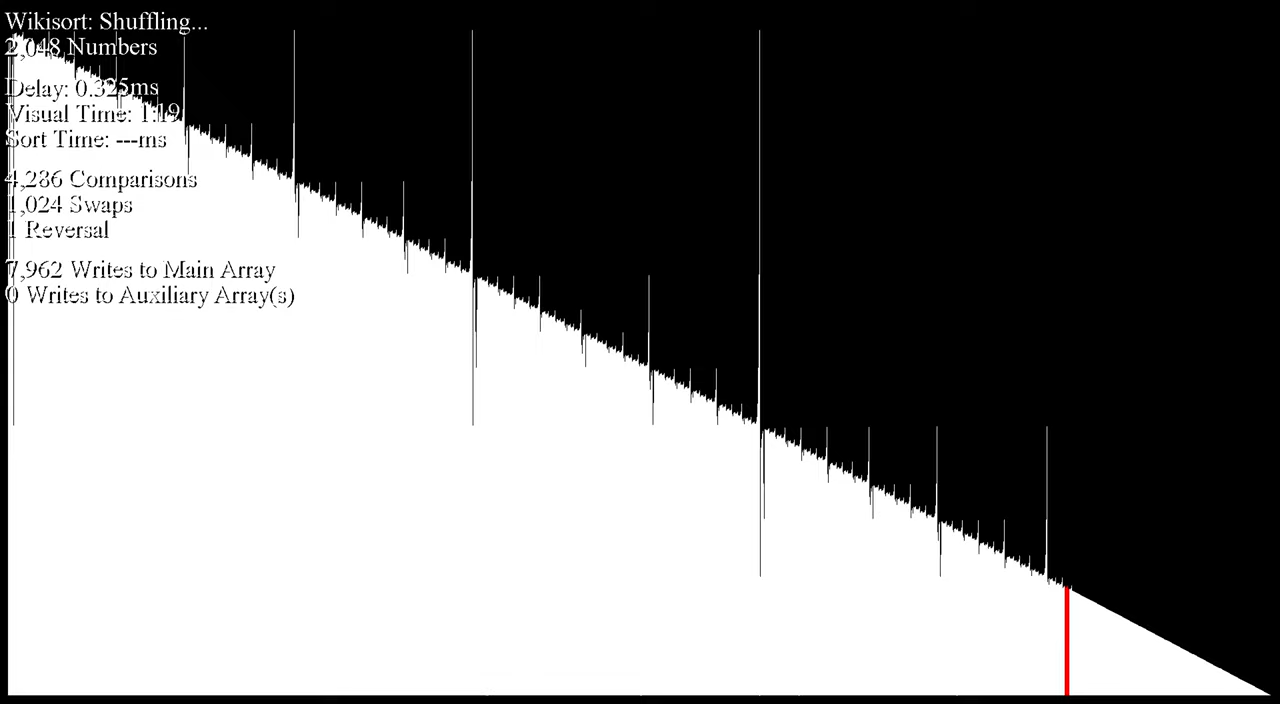 Wikisort: Shuffling...
2,048 Numbers
Delay: 0.325ms
Visual Time: 1:19
Sort Time: ---ms
4,286 Comparisons
1,024 Swaps
1 Reversal
7,962 Writes to Main Array
0 Writes to Auxiliary Array(s)